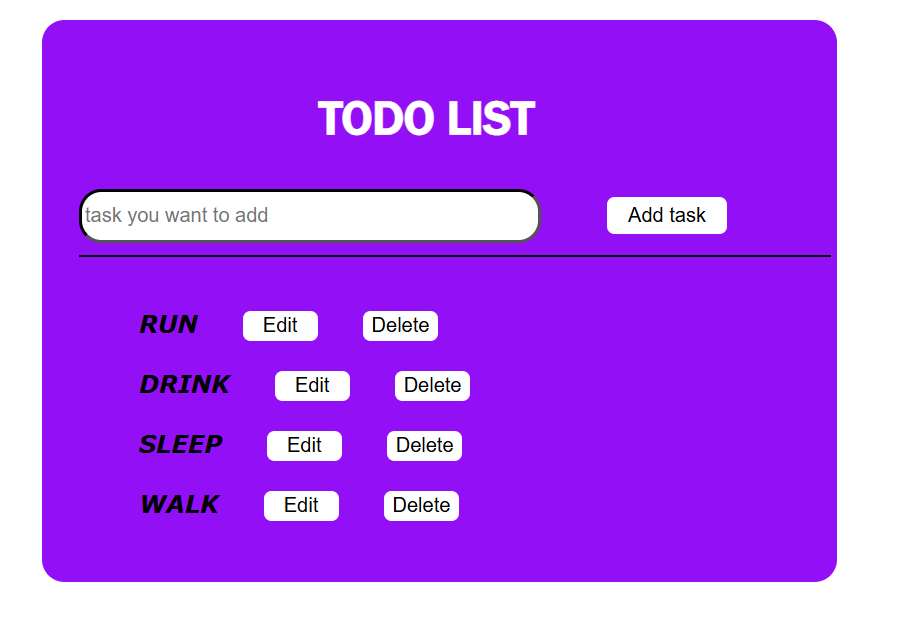 TODO LIST
task you want to add Add task
RUN Edit Delete
DRINK Edit Delete
SLEEP Edit Delete
WALK Edit Delete